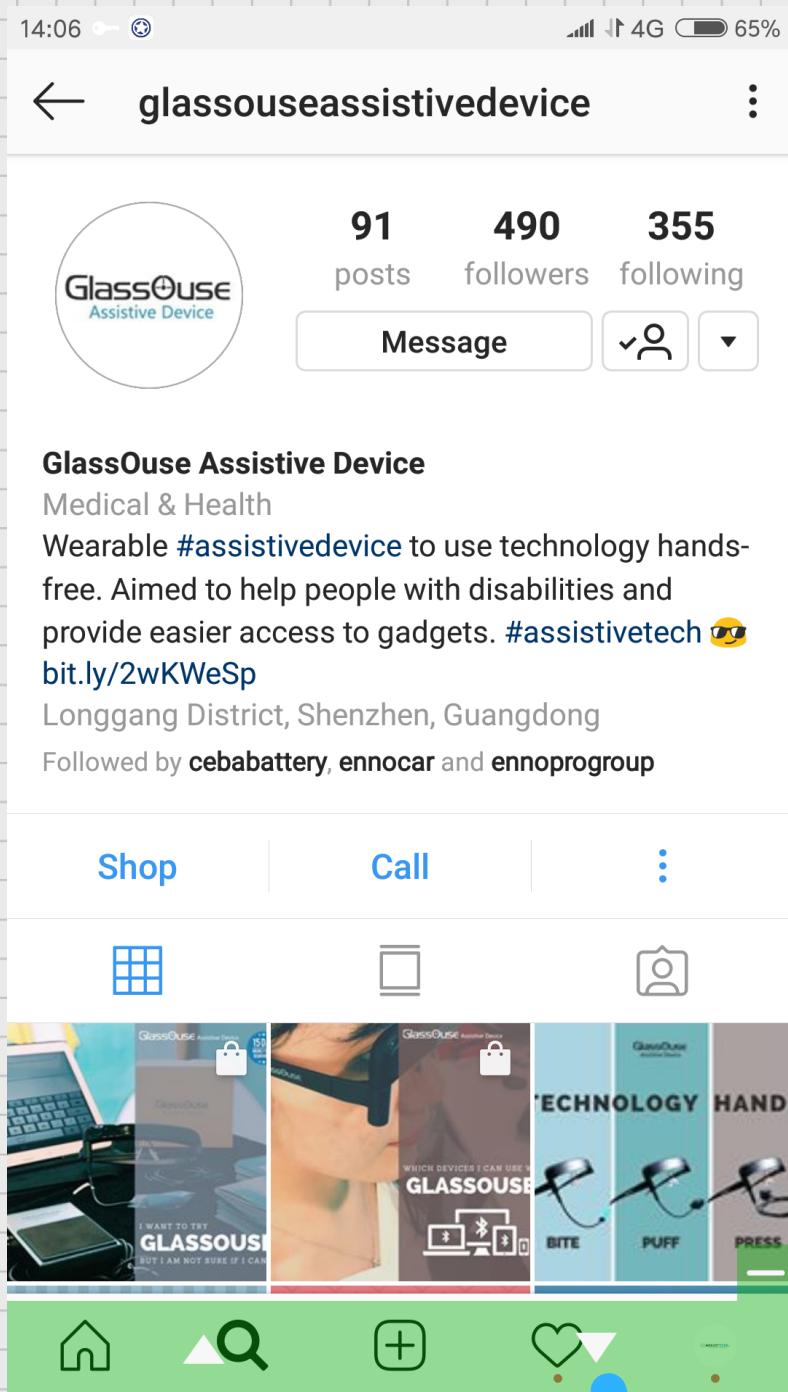 14:06
4G 65%
glassouseassistivedevice
91 490 355
posts followers following
GlassOuse
Assistive Device
Message
GlassOuse Assistive Device
Medical & Health
Wearable #assistivedevice to use technology hands-
free. Aimed to help people with disabilities and
provide easier access to gadgets. #assistivetech 😎
bit.ly/2wKWeSp
Longgang District, Shenzhen, Guangdong
Followed by cebabattery, ennocar and ennoprogroup
Shop Call
GlassOuse Assistive Device
15D
GlassOuse
I WANT TO TRY
GLASSOUS
BUT I AM NOT SURE IF I CAN
GlassOuse Assistive Device
WHICH DEVICES I CAN USE
GLASSOUSE
GlassOuse
Assistive Device
TECHNOLOGY HAND
BITE PUFF PRESS